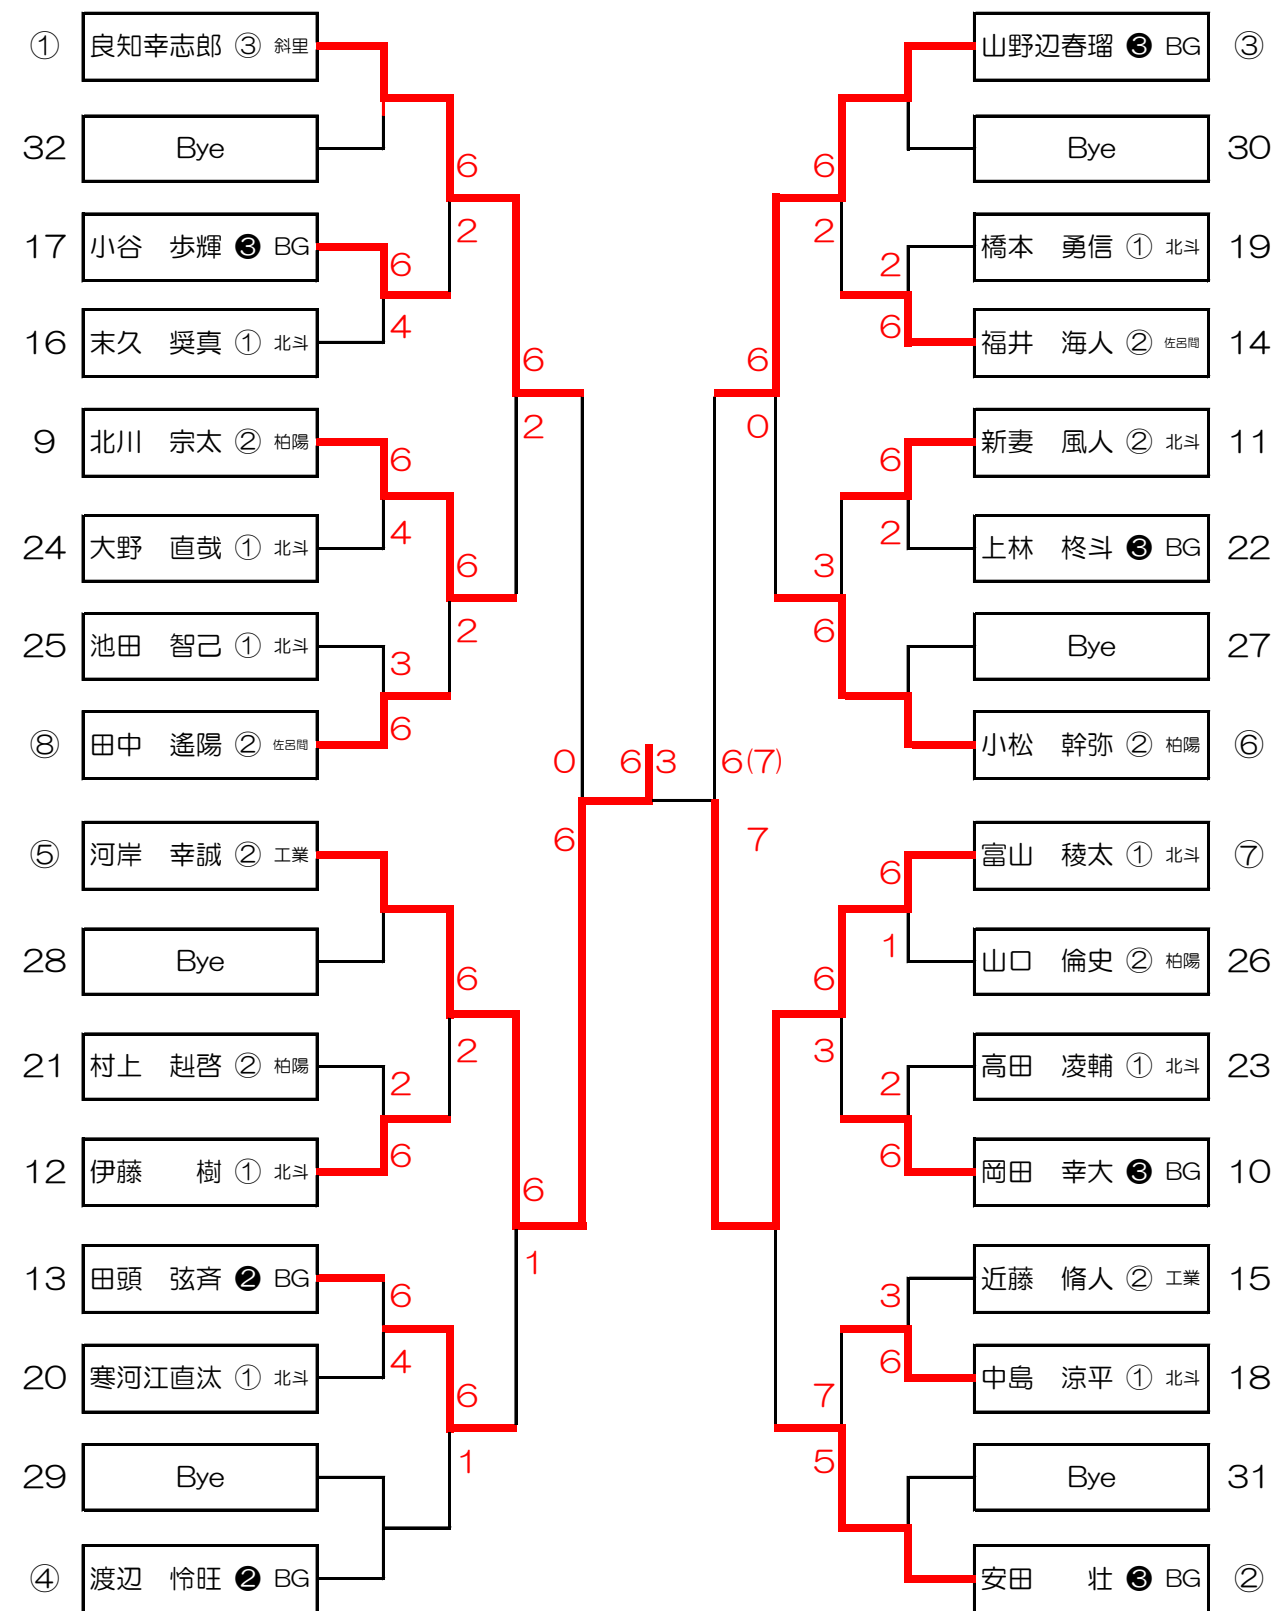 ① 良知幸志郎 ③ 斜里
32 Bye
6
2
17 小谷　歩輝 ❸ BG
6
4
16 末久　奨真 ① 北斗
6
2
9 北川　宗太 ② 柏陽
6
4
24 大野　直哉 ① 北斗
6
2
25 池田　智己 ① 北斗
3
6
⑧ 田中　遙陽 ② 佐呂間
0
6
⑤ 河岸　幸誠 ② 工業
28 Bye
6
2
21 村上　赳啓 ② 柏陽
2
6
12 伊藤　　樹 ① 北斗
6
1
13 田頭　弦斉 ❷ BG
6
4
20 寒河江直汰 ① 北斗
6
1
29 Bye
④ 渡辺　怜旺 ❷ BG
6 3
山野辺春瑠 ❸ BG ③
Bye 30
6
2
橋本　勇信 ① 北斗 19
2
6
福井　海人 ② 佐呂間 14
6
0
新妻　風人 ② 北斗 11
6
2
上林　柊斗 ❸ BG 22
3
6
Bye 27
小松　幹弥 ② 柏陽 ⑥
6(7)
7
富山　稜太 ① 北斗 ⑦
6
1
山口　倫史 ② 柏陽 26
6
3
高田　凌輔 ① 北斗 23
2
6
岡田　幸大 ❸ BG 10
近藤　脩人 ② 工業 15
3
6
中島　涼平 ① 北斗 18
7
5
Bye 31
安田　　壮 ❸ BG ②